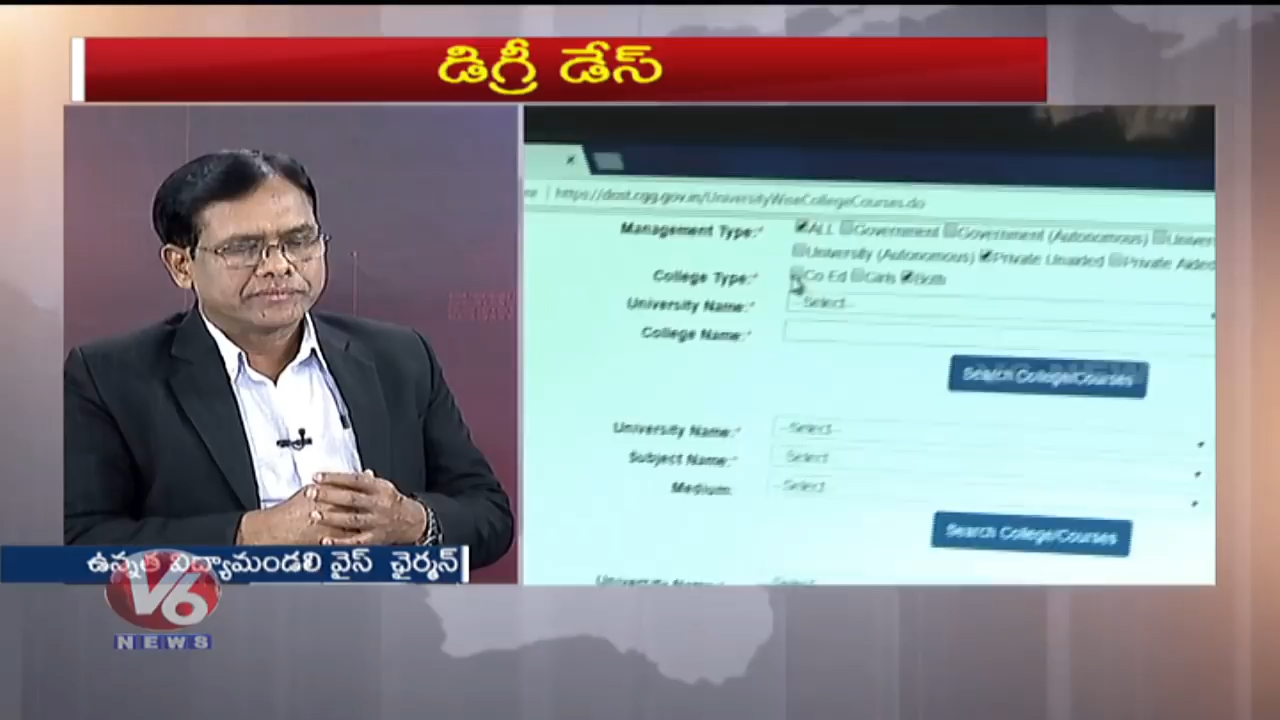 డిగ్రీ డేస్
https://dost.cgg.gov.in/UniversityWiseCollegeCourses.do
Management Type:* ALL Government Government (Autonomous) Univer
University (Autonomous) Private Unaided Private Aided
College Type:* Co Ed Girls Both
University Name:* --Select--
College Name:*
Search College/Courses
University Name:* --Select--
Subject Name:* --Select
Medium: --Select
Search College/Courses
ఉన్నత విద్యామండలి వైస్ ఛైర్మన్
V6
NEWS